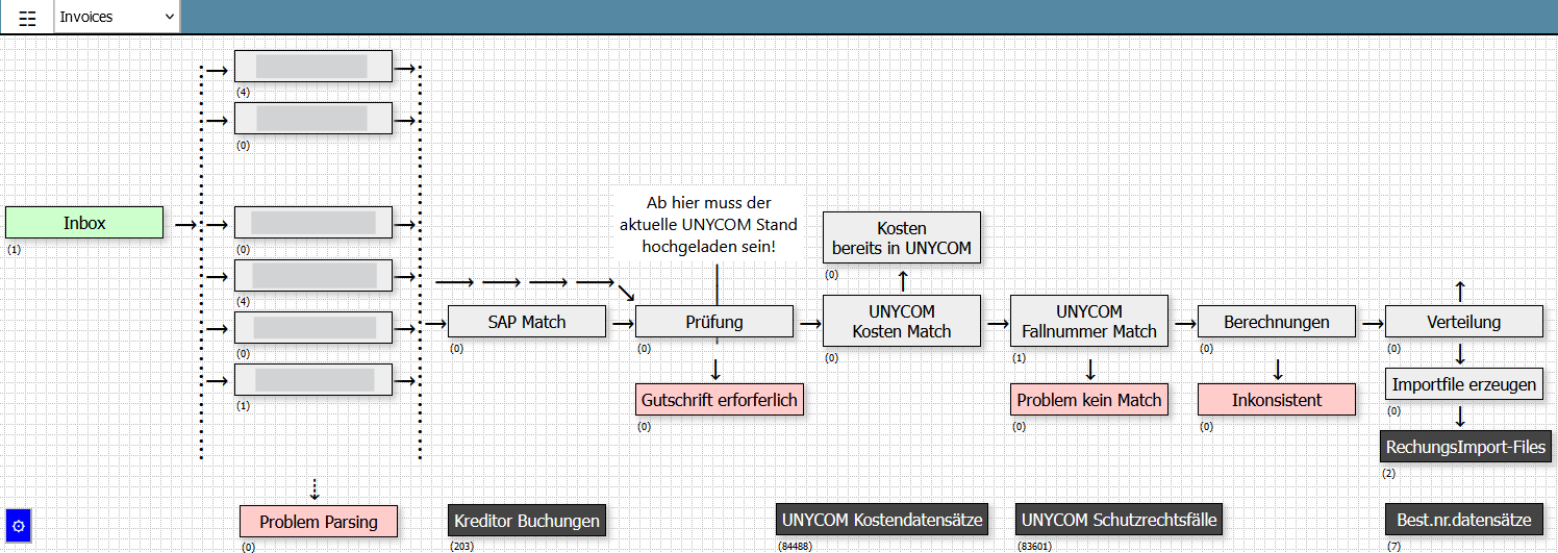 Invoices
(4)
(0)
Inbox
(1)
(0)
(4)
(0)
(1)
Problem Parsing
(0)
SAP Match
(0)
Kreditor Buchungen
(203)
Ab hier muss der
aktuelle UNYCOM Stand
hochgeladen sein!
Prüfung
(0)
Gutschrift erforferlich
(0)
Kosten
bereits in UNYCOM
(0)
UNYCOM
Kosten Match
(0)
UNYCOM Kostendatensätze
(84488)
UNYCOM
Fallnummer Match
(1)
Problem kein Match
(0)
UNYCOM Schutzrechtsfälle
(83601)
Berechnungen
(0)
Inkonsistent
(0)
Verteilung
(0)
Importfile erzeugen
(0)
RechungsImport-Files
(2)
Best.nr.datensätze
(7)